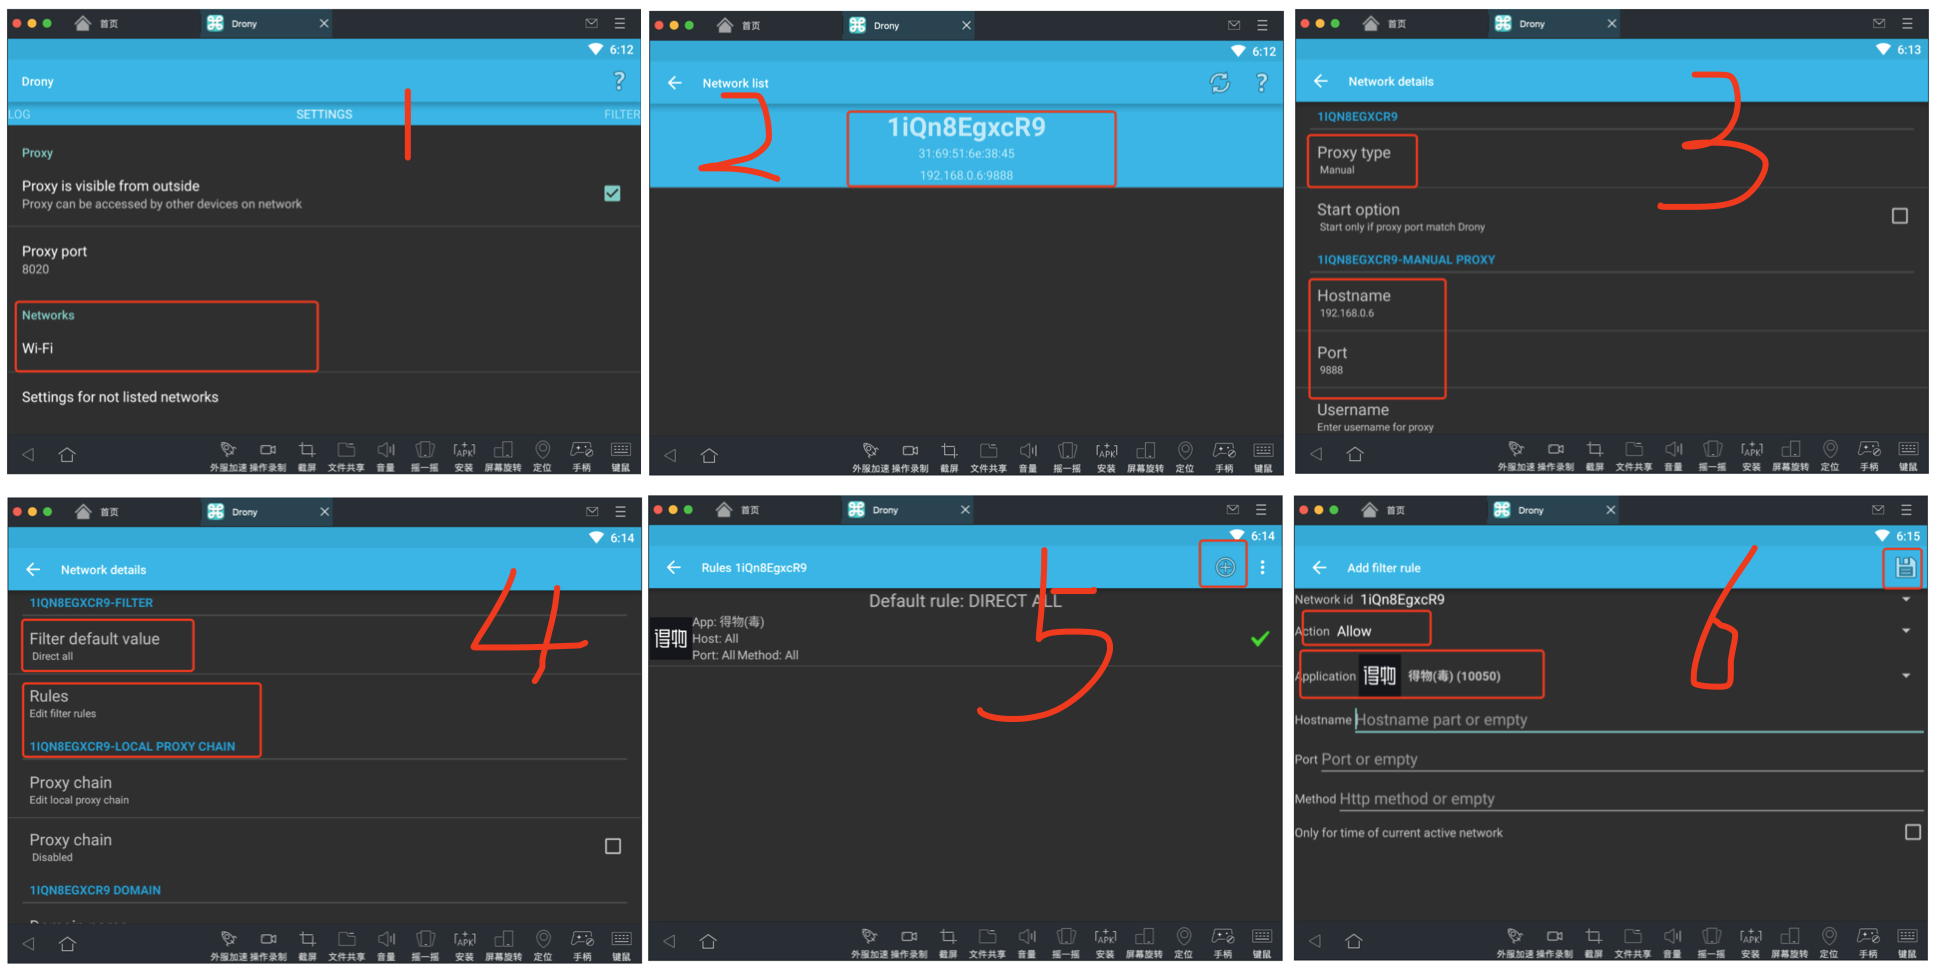 首页
Drony
6:12
Drony
?
LOG
SETTINGS
FILTER
1
Proxy
Proxy is visible from outside
Proxy can be accessed by other devices on network
Proxy port
8020
Networks
Wi-Fi
Settings for not listed networks
外服加速 操作录制 截屏 文件共享 音量 摇一摇 APK 安装 屏幕旋转 定位 手柄 键鼠
首页
Drony
6:12
Network list
?
2
1iQn8EgxcR9
31:69:51:6e:38:45
192.168.0.6:9888
外服加速 操作录制 截屏 文件共享 音量 摇一摇 APK 安装 屏幕旋转 定位 手柄 键鼠
首页
Drony
6:13
Network details
3
1IQN8EGXCR9
Proxy type
Manual
Start option
Start only if proxy port match Drony
1IQN8EGXCR9-MANUAL PROXY
Hostname
192.168.0.6
Port
9888
Username
Enter username for proxy
外服加速 操作录制 截屏 文件共享 音量 摇一摇 APK 安装 屏幕旋转 定位 手柄 键鼠
首页
Drony
6:14
Network details
4
1IQN8EGXCR9-FILTER
Filter default value
Direct all
Rules
Edit filter rules
1IQN8EGXCR9-LOCAL PROXY CHAIN
Proxy chain
Edit local proxy chain
Proxy chain
Disabled
1IQN8EGXCR9 DOMAIN
外服加速 操作录制 截屏 文件共享 音量 摇一摇 APK 安装 屏幕旋转 定位 手柄 键鼠
首页
Drony
6:14
Rules 1iQn8EgxcR9
5
Default rule: DIRECT ALL
得物
App: 得物(毒)
Host: All
Port: All Method: All
外服加速 操作录制 截屏 文件共享 音量 摇一摇 APK 安装 屏幕旋转 定位 手柄 键鼠
首页
Drony
6:15
Add filter rule
6
Network id 1iQn8EgxcR9
Action Allow
Application 得物 得物(毒) (10050)
Hostname Hostname part or empty
Port Port or empty
Method Http method or empty
Only for time of current active network
外服加速 操作录制 截屏 文件共享 音量 摇一摇 APK 安装 屏幕旋转 定位 手柄 键鼠